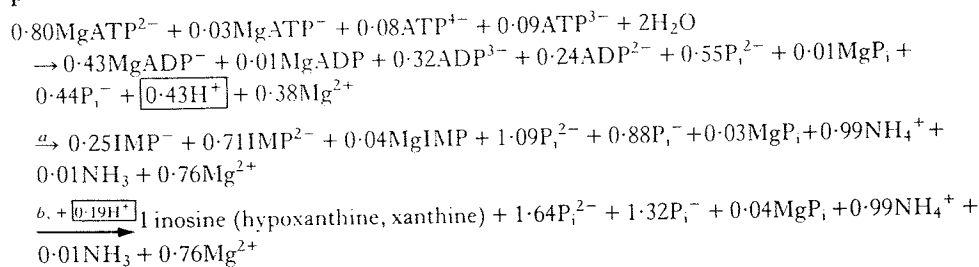 0·80MgATP²⁻ + 0·03MgATP⁻ + 0·08ATP⁴⁻ + 0·09ATP³⁻ + 2H₂O
→0·43MgADP⁻ + 0·01MgADP + 0·32ADP³⁻ + 0·24ADP²⁻ + 0·55Pᵢ²⁻ + 0·01MgPᵢ +
0·44Pᵢ⁻ + 0·43H⁺ + 0·38Mg²⁺
a→ 0·25IMP⁻ + 0·71IMP²⁻ + 0·04MgIMP + 1·09Pᵢ²⁻ + 0·88Pᵢ⁻+0·03MgPᵢ+0·99NH₄⁺ +
0·01NH₃ + 0·76Mg²⁺
b, + 0·19H⁺→ 1 inosine (hypoxanthine, xanthine) + 1·64Pᵢ²⁻ + 1·32Pᵢ⁻ + 0·04MgPᵢ +0·99NH₄⁺ +
0·01NH₃ + 0·76Mg²⁺